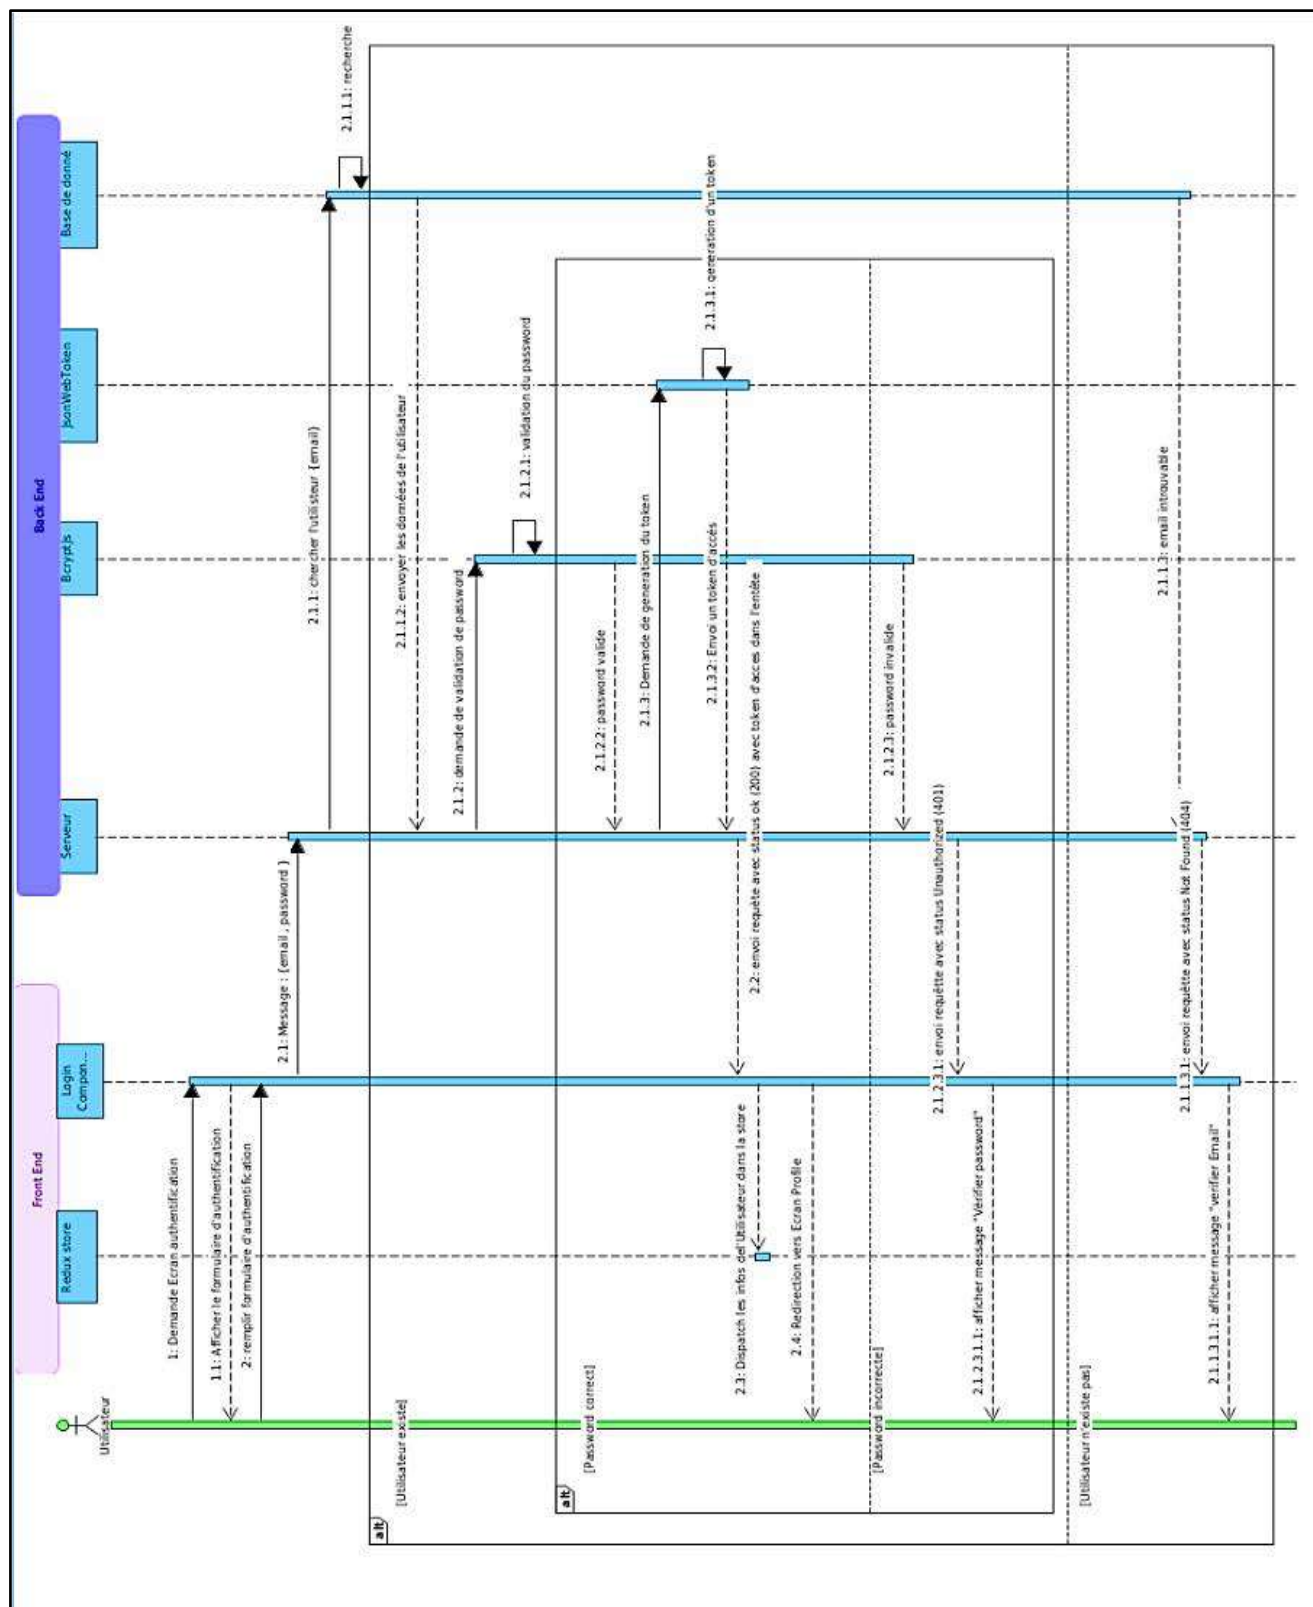 Utilisateur
Front End
Redux store
Login
Compon...
Back End
Serveur
Bcryptjs
JsonWebToken
Base de donné
1: Demande Ecran authentification
1.1: Afficher le formulaire d'authentification
2: remplir formulaire d'authentification
2.1: Message : {email , password }
2.1.1: chercher l'utilisteur {email}
2.1.1.1: recherche
alt
[Utilisateur existe]
2.1.1.2: envoyer les données de l'utilisateur
2.1.2: demande de validation de password
2.1.2.1: validation du password
alt
[Password correct]
2.1.2.2: password valide
2.1.3: Demande de generation du token
2.1.3.1: generation d'un token
2.1.3.2: Envoi un token d'accés
2.2: envoi requète avec status ok (200) avec token d'acces dans l'entéte
2.3: Dispatch les infos del'Utilisateur dans la store
2.4: Redirection vers Ecran Profile
[Password incorrecte]
2.1.2.3: password invalide
2.1.2.3.1: envoi requètte avec status Unauthorized (401)
2.1.2.3.1.1: afficher message "Vérifier password"
[Utilisateur n'existe pas]
2.1.1.3: email introuvable
2.1.1.3.1: envoi requètte avec status Not Found (404)
2.1.1.3.1.1: afficher message "verifier Email"